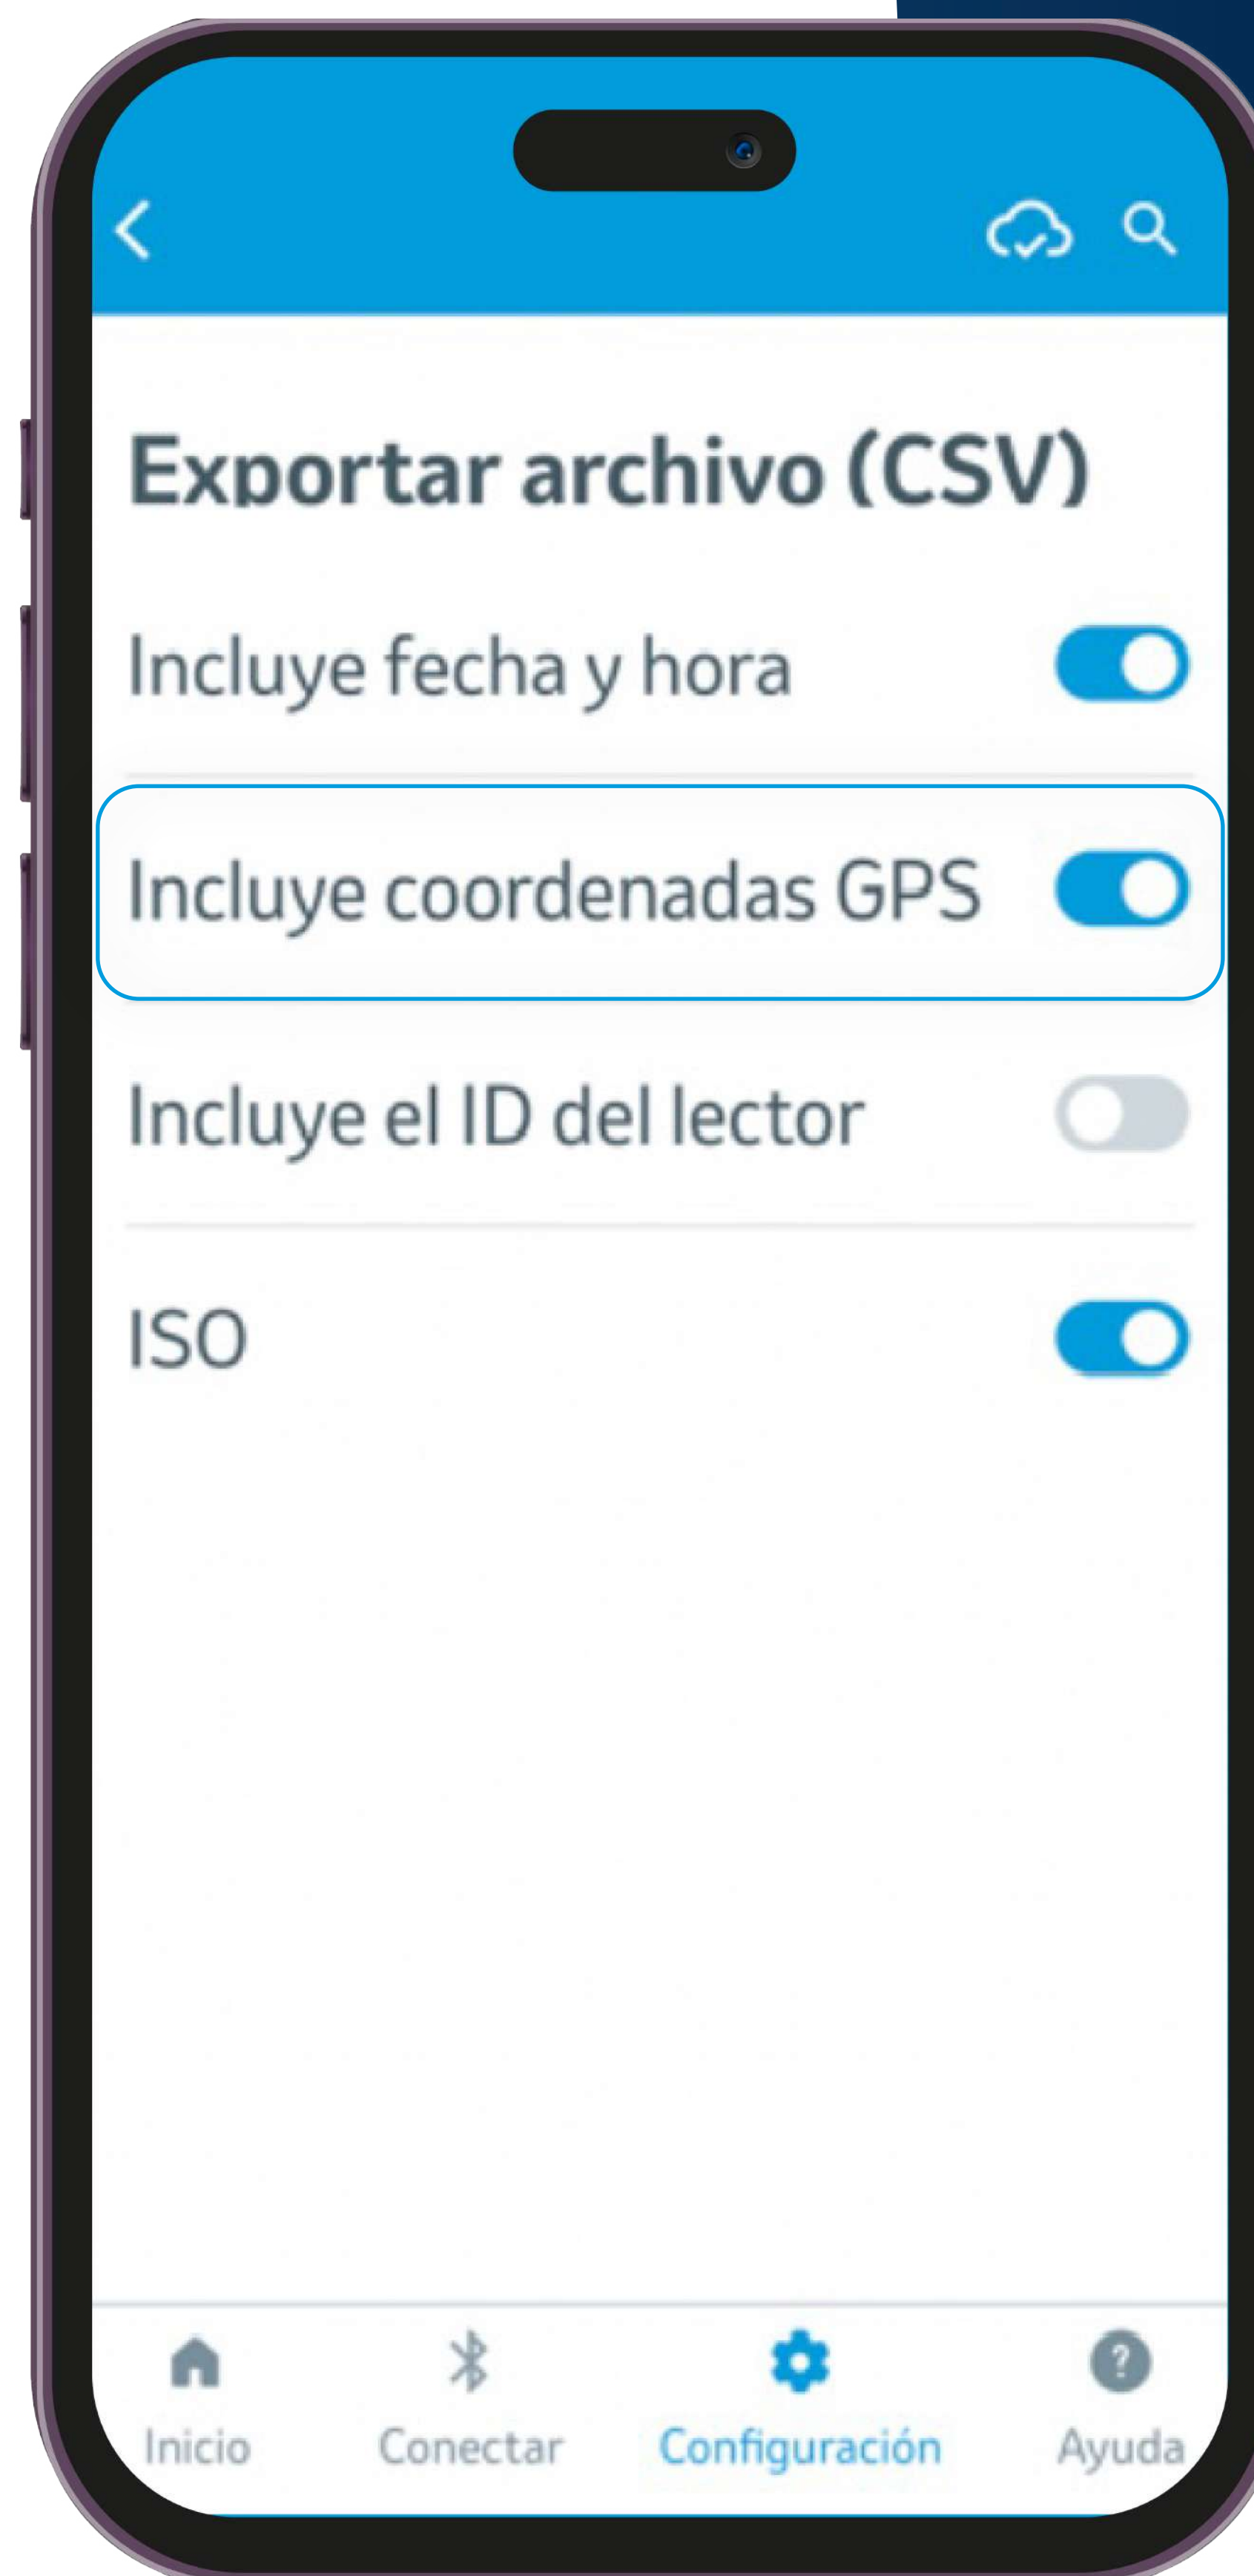 Exportar archivo (CSV)
Incluye fecha y hora
Incluye coordenadas GPS
Incluye el ID del lector
ISO
Inicio Conectar Configuración Ayuda